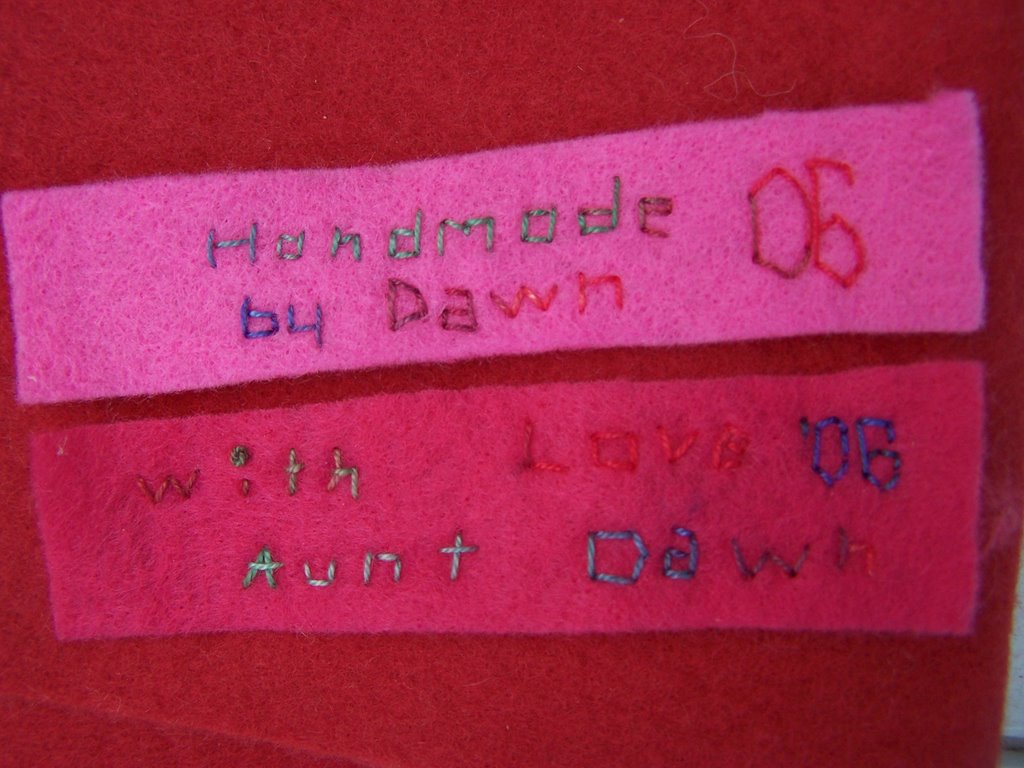 Handmade 06
by Dawn
with Love '06
Aunt Dawn